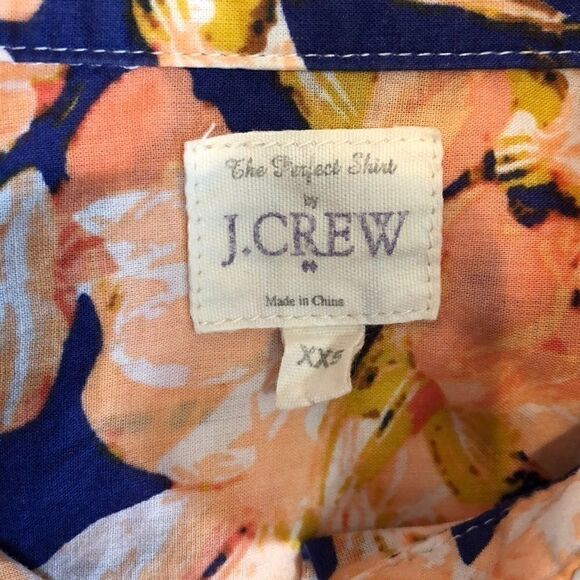 The Perfect Shirt
by
J.CREW
Made in China
XXS